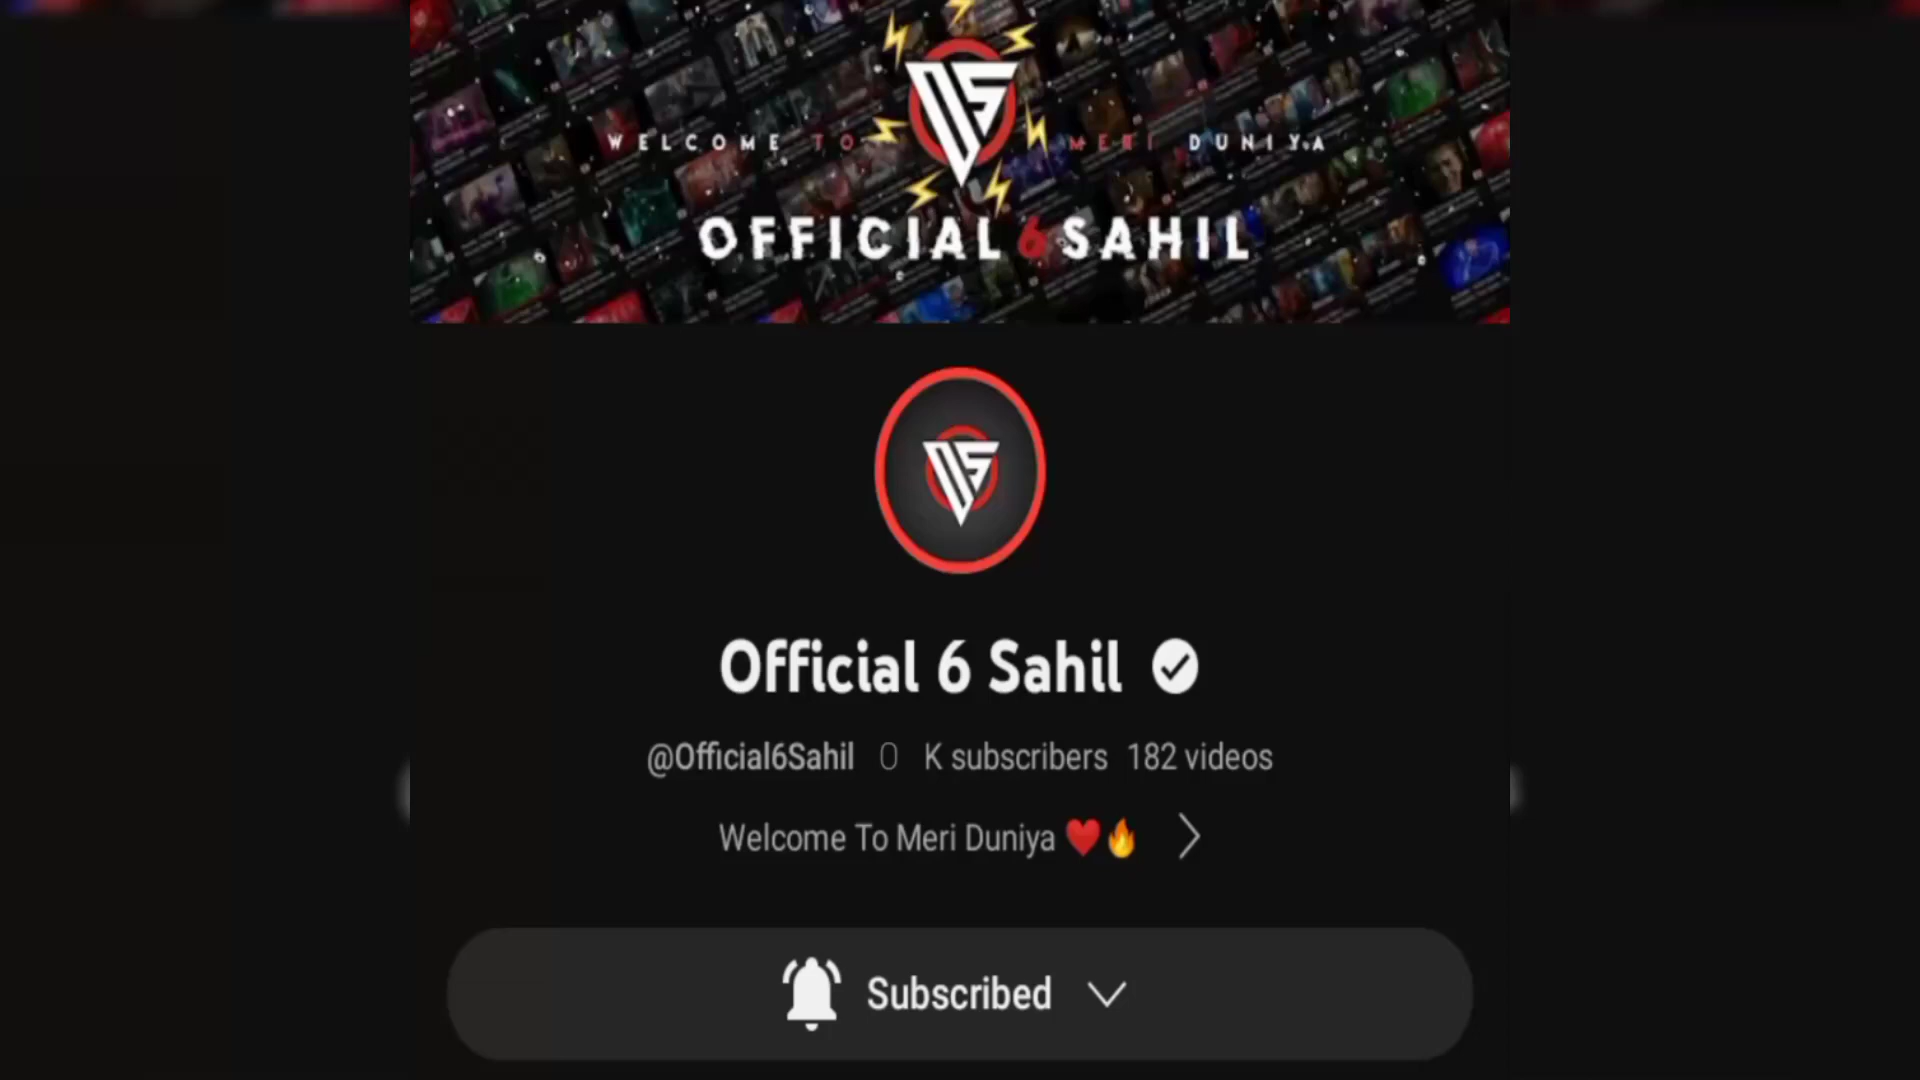 WELCOME TO MERI DUNIYA
OFFICIAL 6 SAHIL
Official 6 Sahil
@Official6Sahil 0 K subscribers 182 videos
Welcome To Meri Duniya ❤️🔥
Subscribed